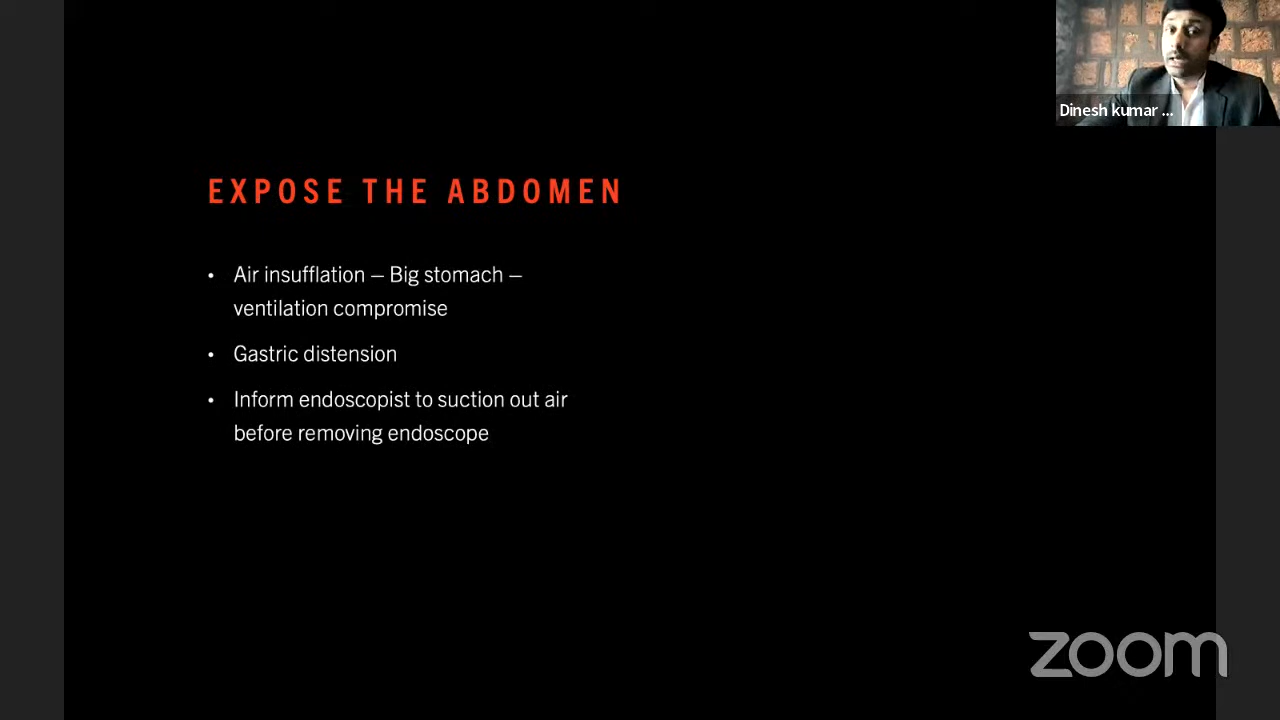 Dinesh kumar ...
EXPOSE THE ABDOMEN
• Air insufflation – Big stomach –
ventilation compromise
• Gastric distension
• Inform endoscopist to suction out air
before removing endoscope
zoom